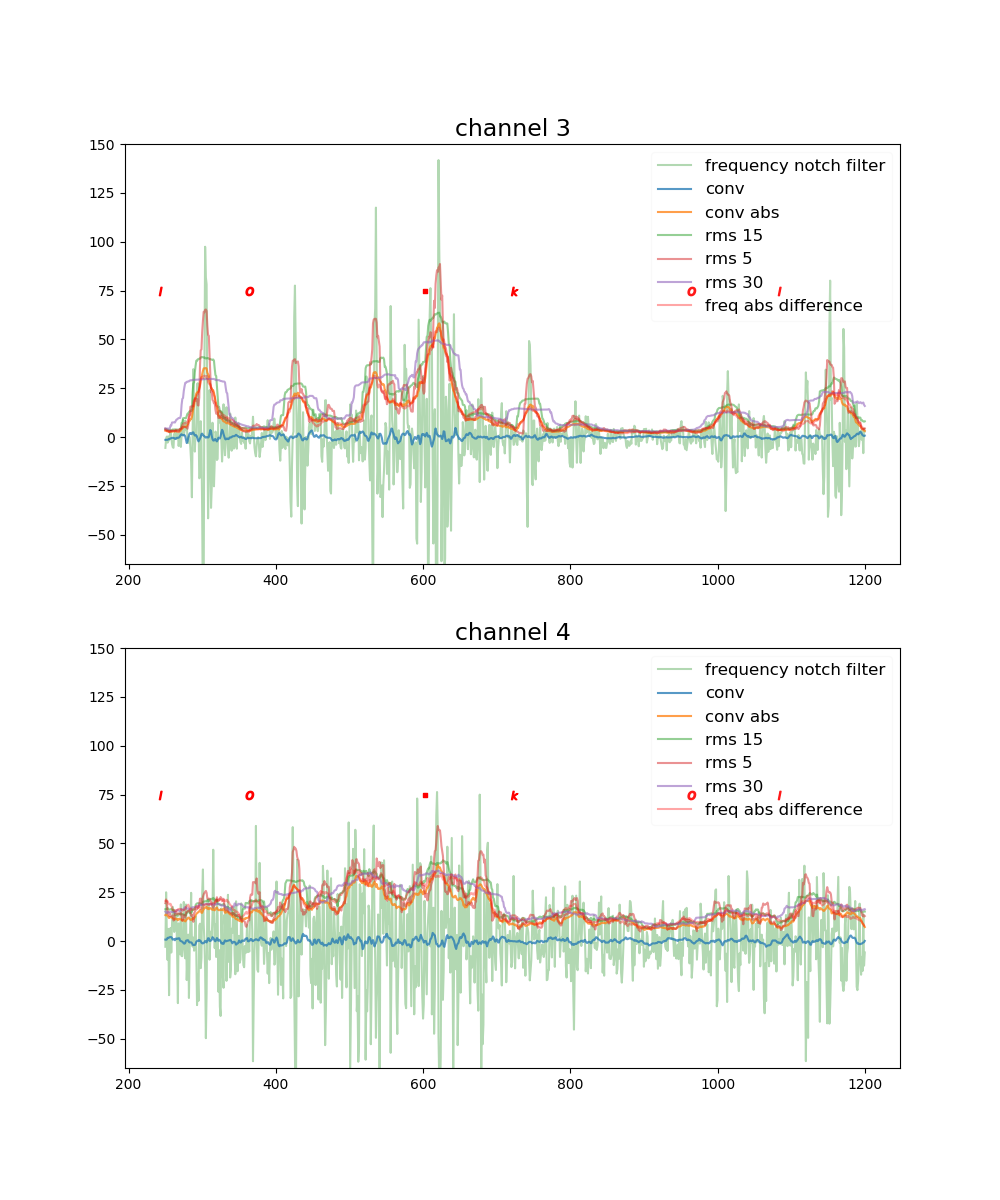 channel 3
150
125
100
75
50
25
0
−25
−50
frequency notch filter
conv
conv abs
rms 15
rms 5
rms 30
freq abs difference
l o . k o l
200 400 600 800 1000 1200
channel 4
150
125
100
75
50
25
0
−25
−50
frequency notch filter
conv
conv abs
rms 15
rms 5
rms 30
freq abs difference
l o . k o l
200 400 600 800 1000 1200